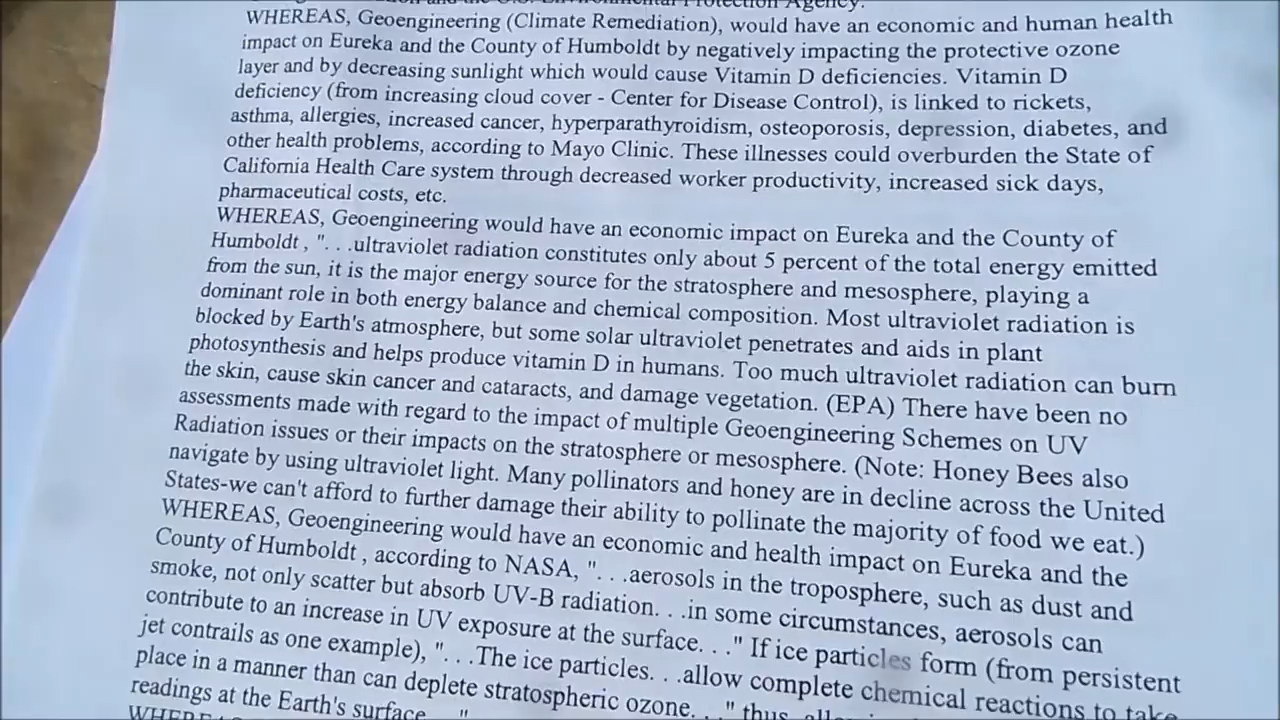 Protection Agency.
WHEREAS, Geoengineering (Climate Remediation), would have an economic and human health
impact on Eureka and the County of Humboldt by negatively impacting the protective ozone
layer and by decreasing sunlight which would cause Vitamin D deficiencies. Vitamin D
deficiency (from increasing cloud cover - Center for Disease Control), is linked to rickets,
asthma, allergies, increased cancer, hyperparathyroidism, osteoporosis, depression, diabetes, and
other health problems, according to Mayo Clinic. These illnesses could overburden the State of
California Health Care system through decreased worker productivity, increased sick days,
pharmaceutical costs, etc.
WHEREAS, Geoengineering would have an economic impact on Eureka and the County of
Humboldt , ". . .ultraviolet radiation constitutes only about 5 percent of the total energy emitted
from the sun, it is the major energy source for the stratosphere and mesosphere, playing a
dominant role in both energy balance and chemical composition. Most ultraviolet radiation is
blocked by Earth's atmosphere, but some solar ultraviolet penetrates and aids in plant
photosynthesis and helps produce vitamin D in humans. Too much ultraviolet radiation can burn
the skin, cause skin cancer and cataracts, and damage vegetation. (EPA) There have been no
assessments made with regard to the impact of multiple Geoengineering Schemes on UV
Radiation issues or their impacts on the stratosphere or mesosphere. (Note: Honey Bees also
navigate by using ultraviolet light. Many pollinators and honey are in decline across the United
States-we can't afford to further damage their ability to pollinate the majority of food we eat.)
WHEREAS, Geoengineering would have an economic and health impact on Eureka and the
County of Humboldt , according to NASA, ". . .aerosols in the troposphere, such as dust and
smoke, not only scatter but absorb UV-B radiation. . .in some circumstances, aerosols can
contribute to an increase in UV exposure at the surface. . ." If ice particles form (from persistent
jet contrails as one example), ". . .The ice particles. . .allow complete chemical reactions to take
place in a manner than can deplete stratospheric ozone. . ." thus
readings at the Earth's surface. . ."